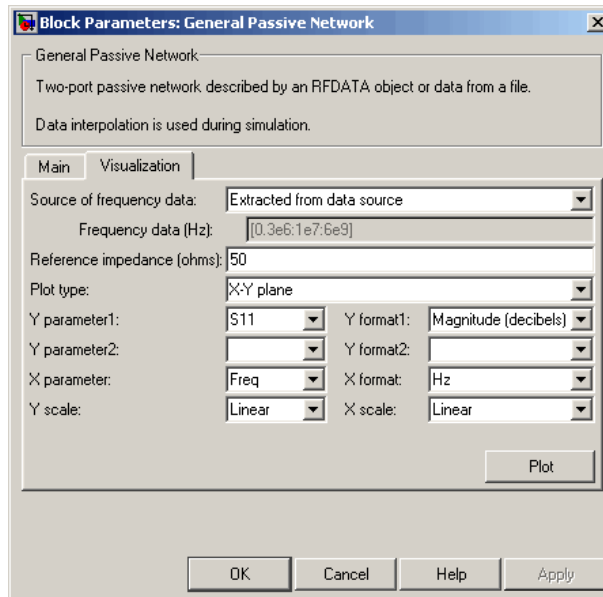 Block Parameters: General Passive Network
General Passive Network
Two-port passive network described by an RFDATA object or data from a file.
Data interpolation is used during simulation.
Main Visualization
Source of frequency data: Extracted from data source
Frequency data (Hz): [0.3e6:1e7:6e9]
Reference impedance (ohms): 50
Plot type: X-Y plane
Y parameter1: S11 Y format1: Magnitude (decibels)
Y parameter2: Y format2:
X parameter: Freq X format: Hz
Y scale: Linear X scale: Linear
Plot
OK Cancel Help Apply